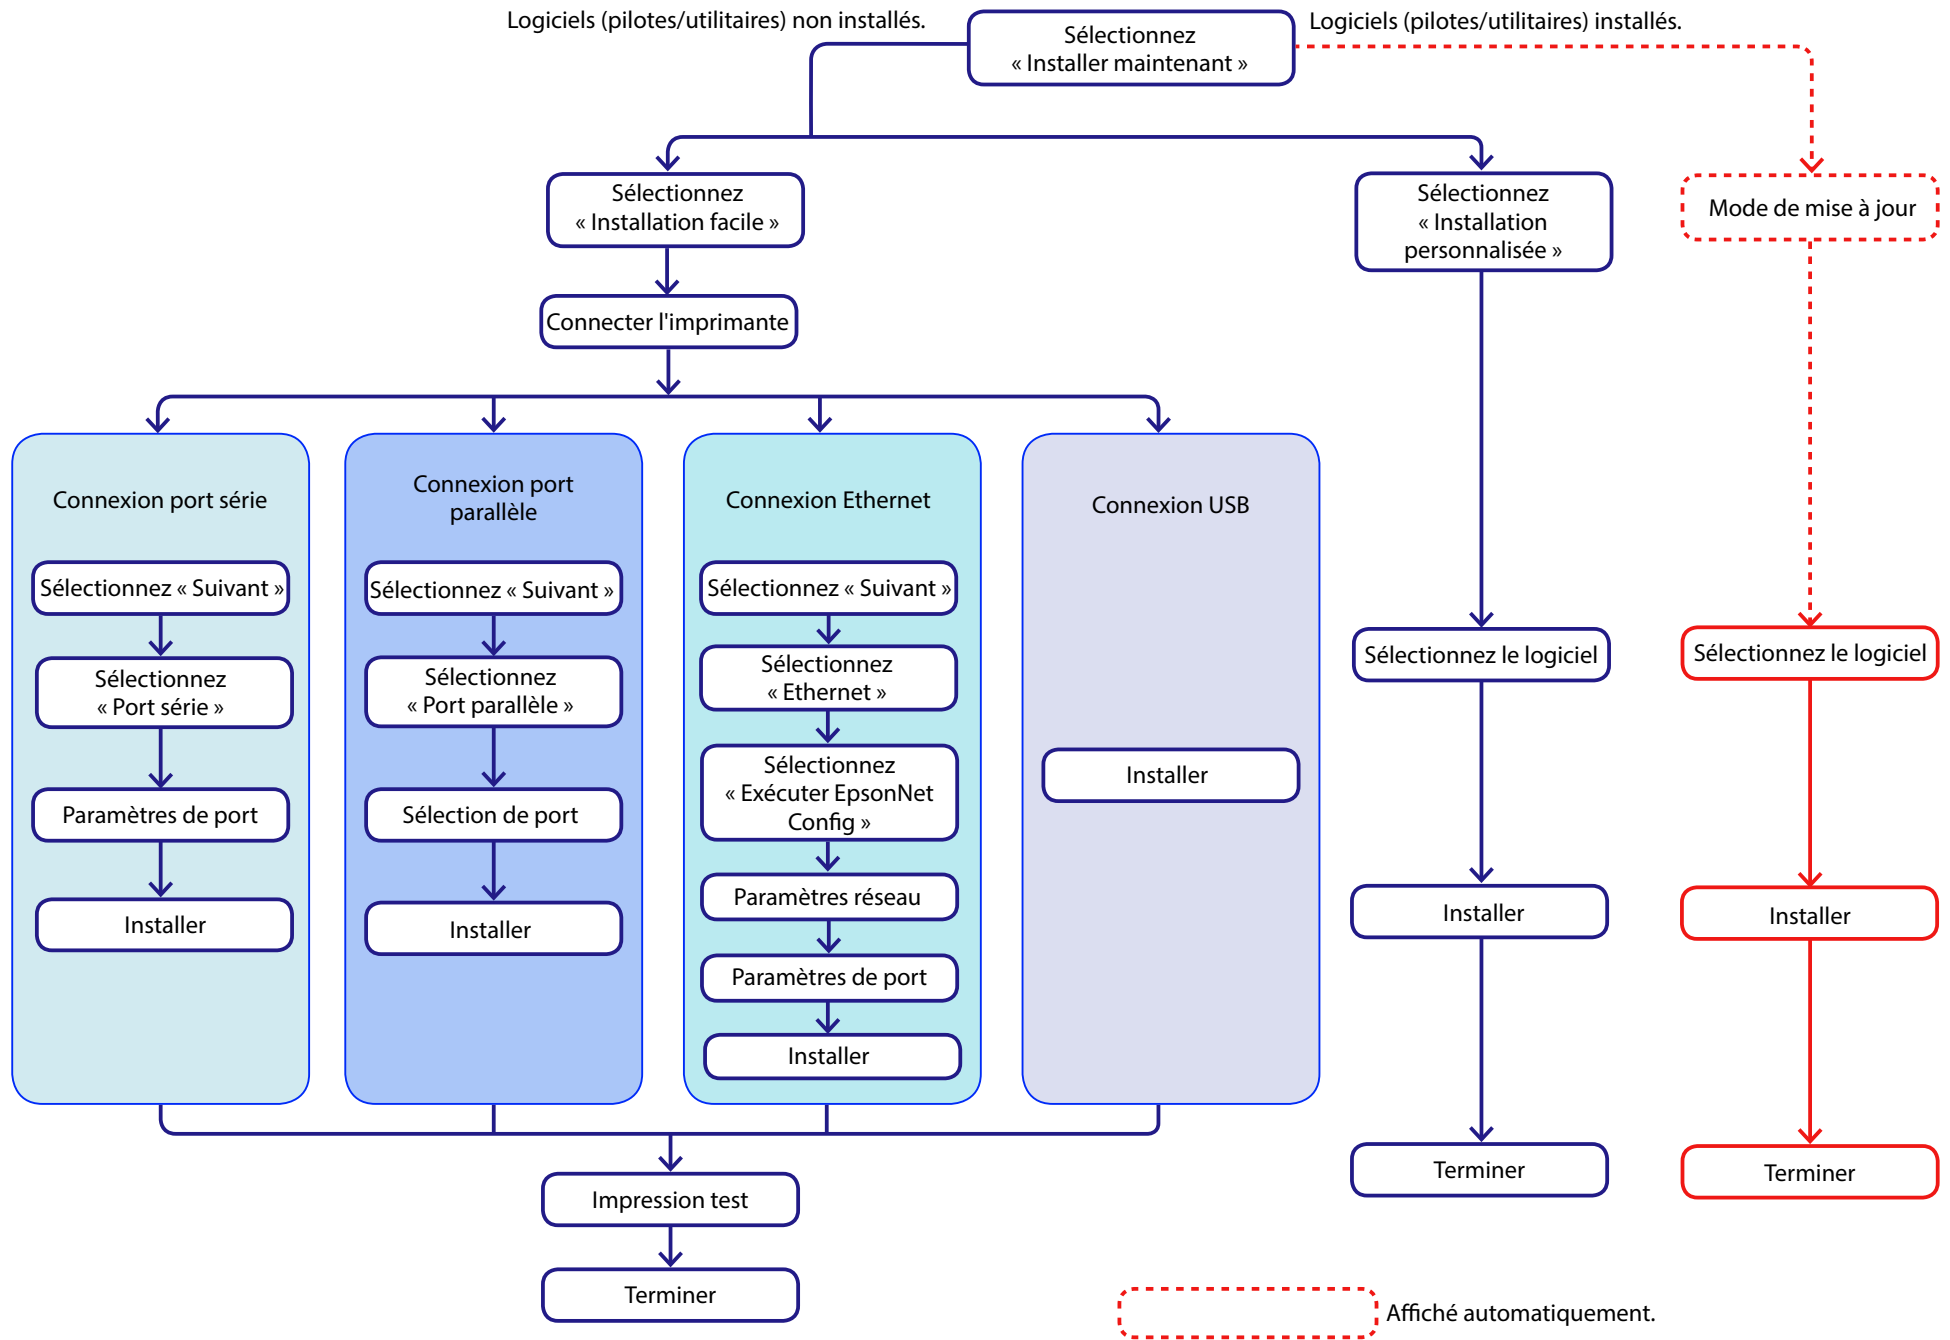 Logiciels (pilotes/utilitaires) non installés.
Sélectionnez
« Installer maintenant »
Logiciels (pilotes/utilitaires) installés.
Sélectionnez
« Installation facile »
Sélectionnez
« Installation
personnalisée »
Mode de mise à jour
Connecter l'imprimante
Connexion port série
Sélectionnez « Suivant »
Sélectionnez
« Port série »
Paramètres de port
Installer
Connexion port
parallèle
Sélectionnez « Suivant »
Sélectionnez
« Port parallèle »
Sélection de port
Installer
Connexion Ethernet
Sélectionnez « Suivant »
Sélectionnez
« Ethernet »
Sélectionnez
« Exécuter EpsonNet
Config »
Paramètres réseau
Paramètres de port
Installer
Connexion USB
Installer
Sélectionnez le logiciel
Installer
Terminer
Sélectionnez le logiciel
Installer
Terminer
Impression test
Terminer
Affiché automatiquement.